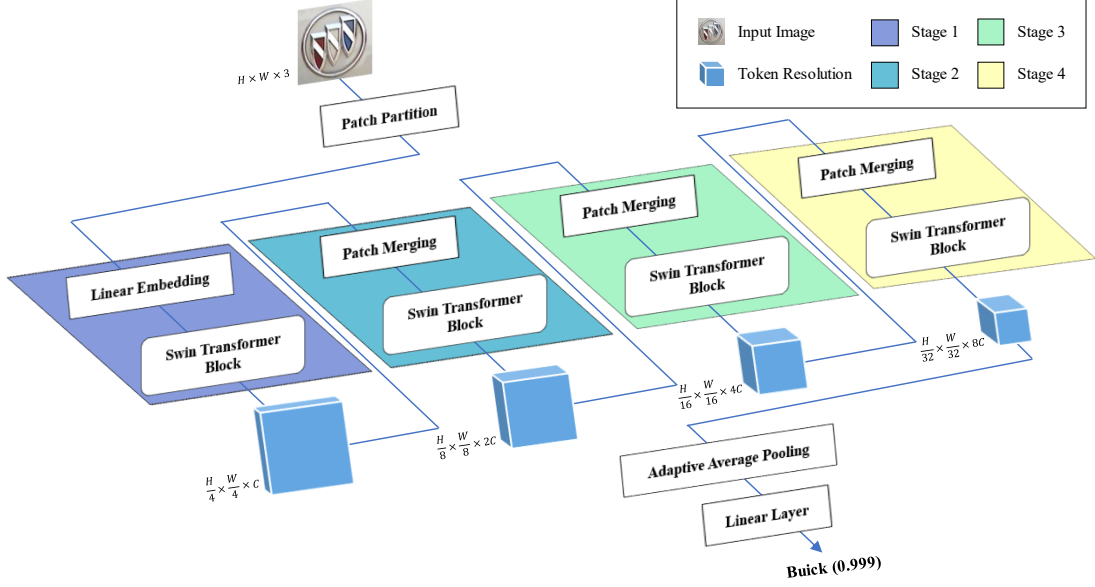 H × W × 3
Patch Partition
Input Image
Token Resolution
Stage 1
Stage 2
Stage 3
Stage 4
Linear Embedding
Swin Transformer
Block
H/4 × W/4 × C
Patch Merging
Swin Transformer
Block
H/8 × W/8 × 2C
Patch Merging
Swin Transformer
Block
H/16 × W/16 × 4C
Patch Merging
Swin Transformer
Block
H/32 × W/32 × 8C
Adaptive Average Pooling
Linear Layer
Buick (0.999)